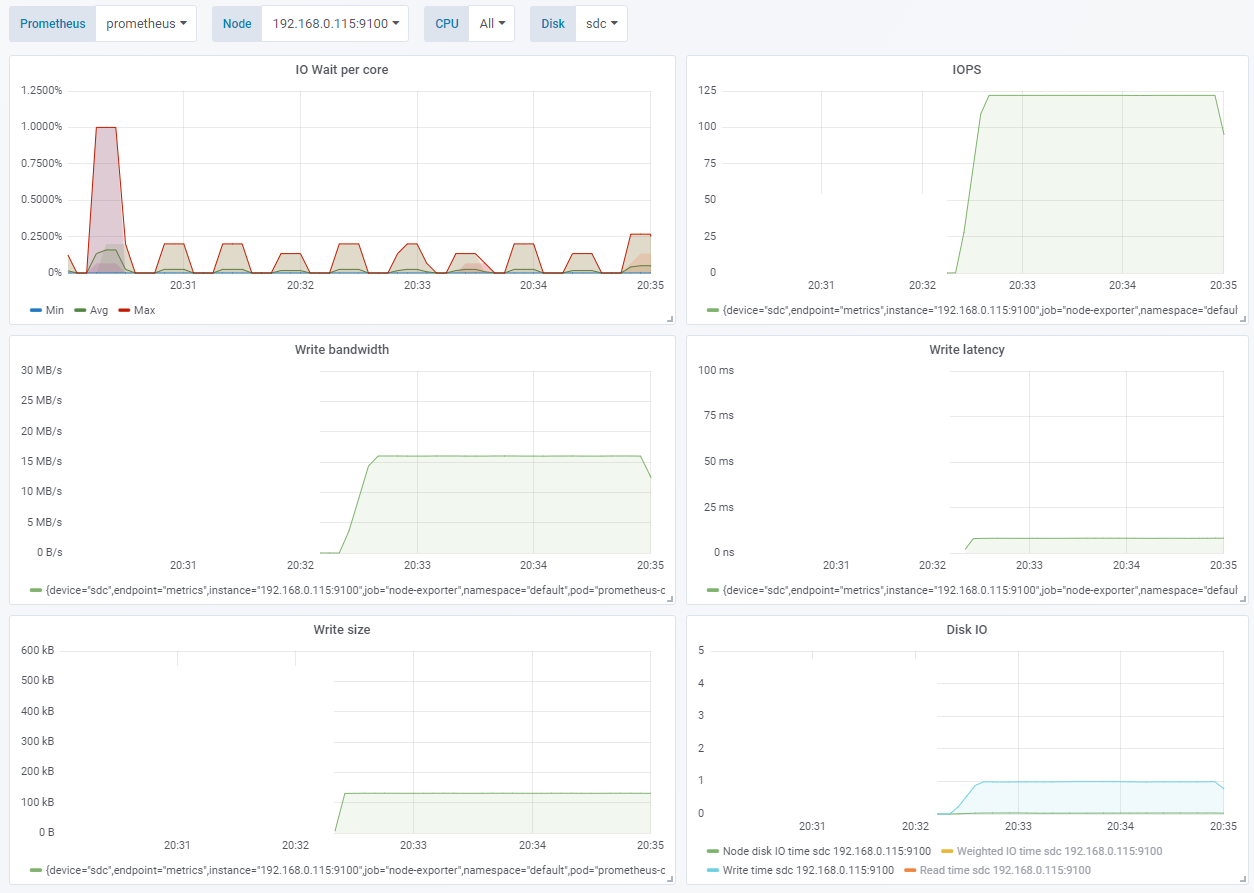 Prometheus prometheus Node 192.168.0.115:9100 CPU All Disk sdc
IO Wait per core
1.2500%
1.0000%
0.7500%
0.5000%
0.2500%
0%
20:31 20:32 20:33 20:34 20:35
Min Avg Max
IOPS
125
100
75
50
25
0
20:31 20:32 20:33 20:34 20:35
{device="sdc",endpoint="metrics",instance="192.168.0.115:9100",job="node-exporter",namespace="defaul
Write bandwidth
30 MB/s
25 MB/s
20 MB/s
15 MB/s
10 MB/s
5 MB/s
0 B/s
20:31 20:32 20:33 20:34 20:35
{device="sdc",endpoint="metrics",instance="192.168.0.115:9100",job="node-exporter",namespace="default",pod="prometheus-c
Write latency
100 ms
75 ms
50 ms
25 ms
0 ns
20:31 20:32 20:33 20:34 20:35
{device="sdc",endpoint="metrics",instance="192.168.0.115:9100",job="node-exporter",namespace="defaul
Write size
600 kB
500 kB
400 kB
300 kB
200 kB
100 kB
0 B
20:31 20:32 20:33 20:34 20:35
{device="sdc",endpoint="metrics",instance="192.168.0.115:9100",job="node-exporter",namespace="default",pod="prometheus-c
Disk IO
5
4
3
2
1
0
20:31 20:32 20:33 20:34 20:35
Node disk IO time sdc 192.168.0.115:9100 Weighted IO time sdc 192.168.0.115:9100
Write time sdc 192.168.0.115:9100 Read time sdc 192.168.0.115:9100